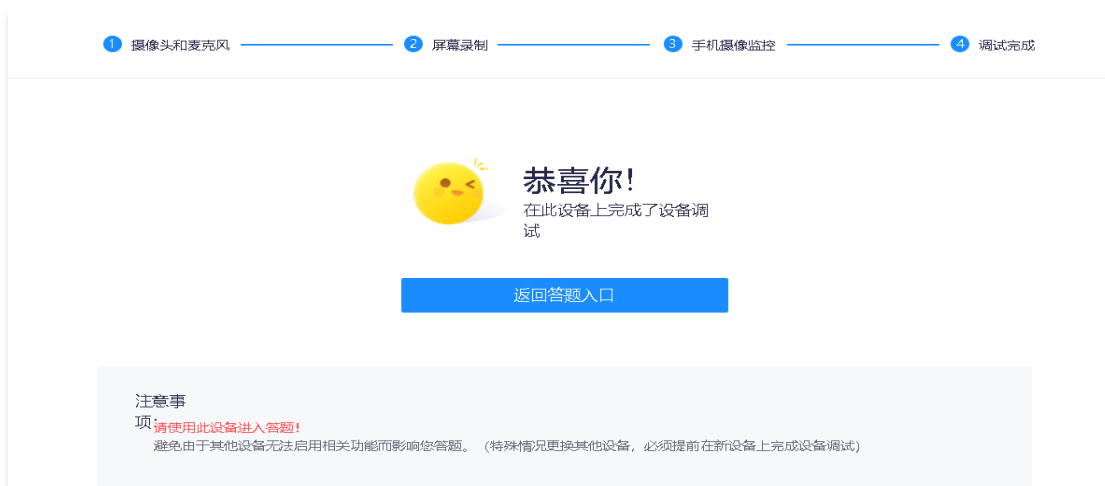 1 摄像头和麦克风 2 屏幕录制 3 手机摄像监控 4 调试完成
恭喜你!
在此设备上完成了设备调
试
返回答题入口
注意事
项:
请使用此设备进入答题!
避免由于其他设备无法启用相关功能而影响您答题。（特殊情况更换其他设备，必须提前在新设备上完成设备调试）